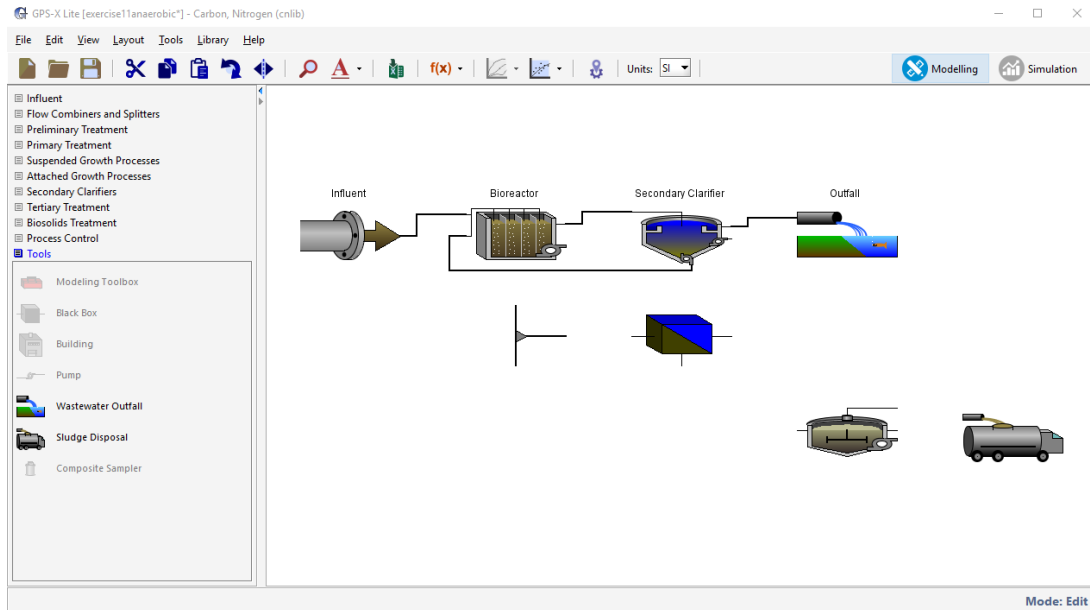 GPS-X Lite [exercise11anaerobic*] - Carbon, Nitrogen (cnlib)
File Edit View Layout Tools Library Help
A f(x) Units: SI Modelling Simulation
Influent
Flow Combiners and Splitters
Preliminary Treatment
Primary Treatment
Suspended Growth Processes
Attached Growth Processes
Secondary Clarifiers
Tertiary Treatment
Biosolids Treatment
Process Control
Tools
Modeling Toolbox
Black Box
Building
Pump
Wastewater Outfall
Sludge Disposal
Composite Sampler
Influent Bioreactor Secondary Clarifier Outfall
Mode: Edit